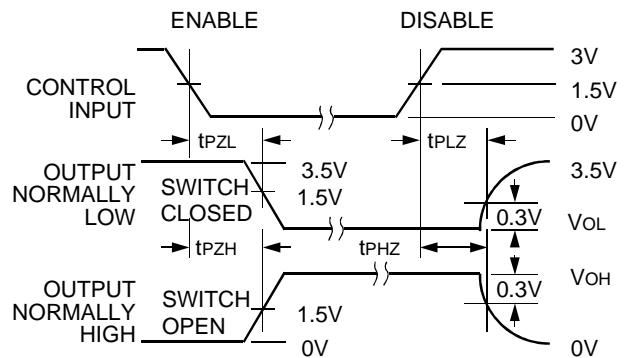 ENABLE DISABLE
3V
CONTROL
INPUT
1.5V
0V
tPZL tPLZ
OUTPUT
NORMALLY
LOW
SWITCH
CLOSED
3.5V
1.5V
3.5V
0.3V VOL
tPZH tPHZ
VOH
0.3V
OUTPUT
NORMALLY
HIGH
SWITCH
OPEN
1.5V
0V
0V